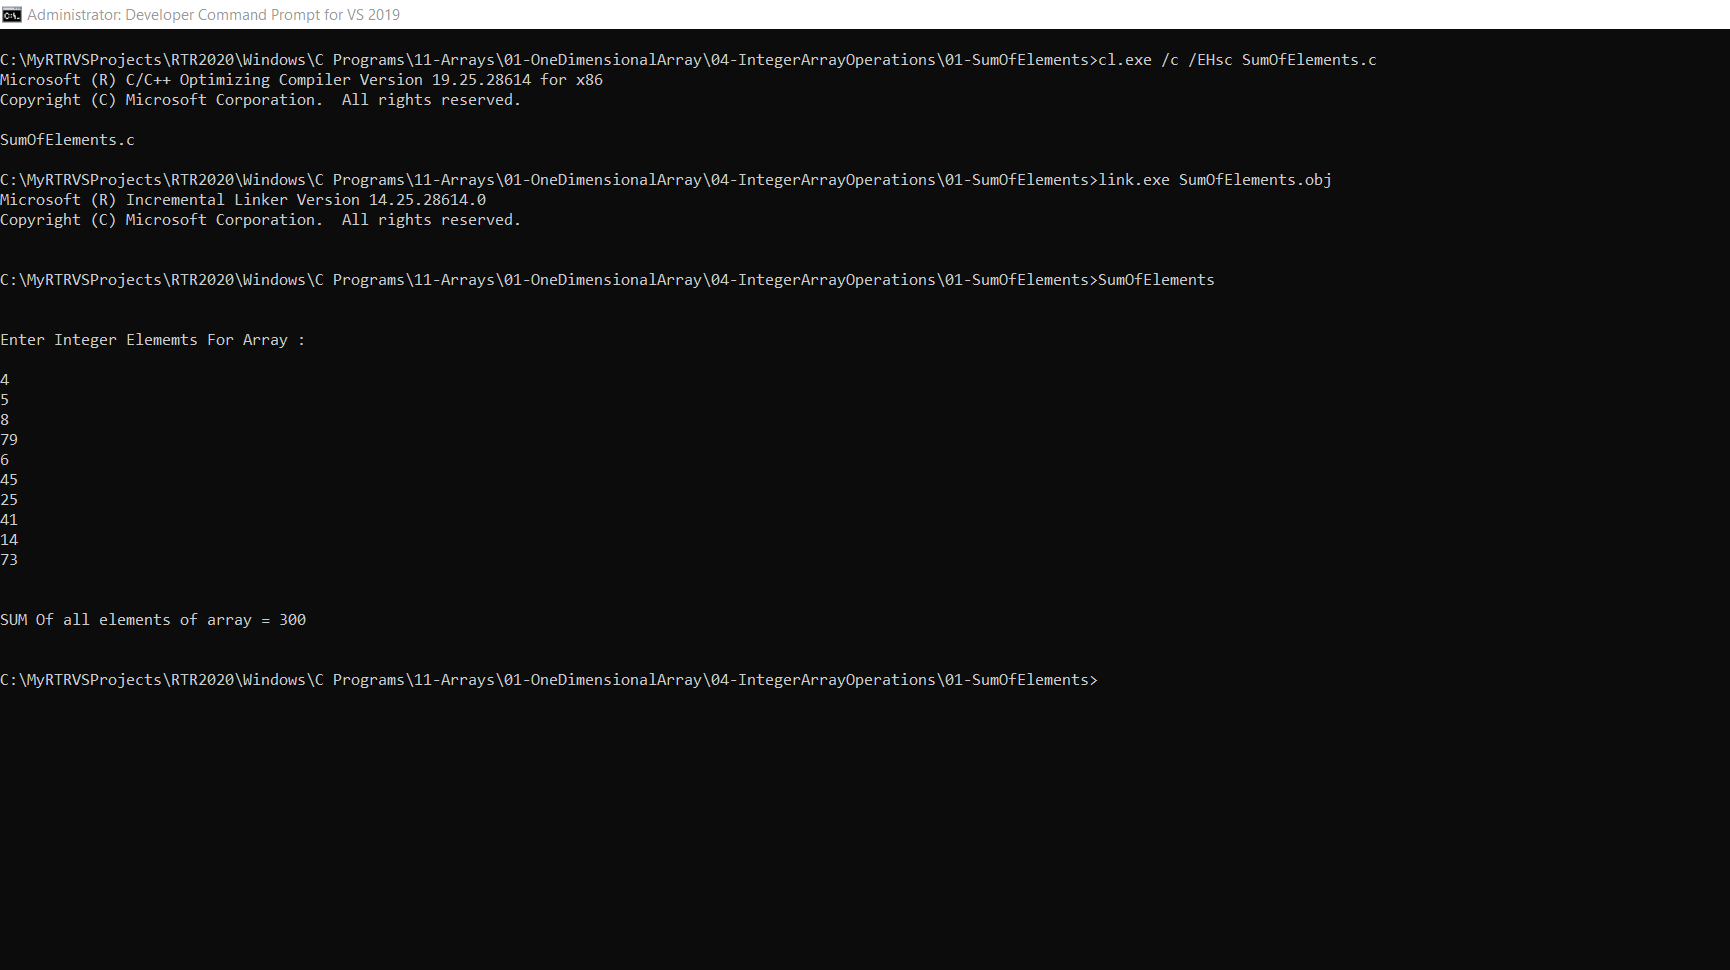 Administrator: Developer Command Prompt for VS 2019
C:\MyRTRVSProjects\RTR2020\Windows\C Programs\11-Arrays\01-OneDimensionalArray\04-IntegerArrayOperations\01-SumOfElements>cl.exe /c /EHsc SumOfElements.c
Microsoft (R) C/C++ Optimizing Compiler Version 19.25.28614 for x86
Copyright (C) Microsoft Corporation.  All rights reserved.
SumOfElements.c
C:\MyRTRVSProjects\RTR2020\Windows\C Programs\11-Arrays\01-OneDimensionalArray\04-IntegerArrayOperations\01-SumOfElements>link.exe SumOfElements.obj
Microsoft (R) Incremental Linker Version 14.25.28614.0
Copyright (C) Microsoft Corporation.  All rights reserved.
C:\MyRTRVSProjects\RTR2020\Windows\C Programs\11-Arrays\01-OneDimensionalArray\04-IntegerArrayOperations\01-SumOfElements>SumOfElements
Enter Integer Elememts For Array :
4
5
8
79
6
45
25
41
14
73
SUM Of all elements of array = 300
C:\MyRTRVSProjects\RTR2020\Windows\C Programs\11-Arrays\01-OneDimensionalArray\04-IntegerArrayOperations\01-SumOfElements>